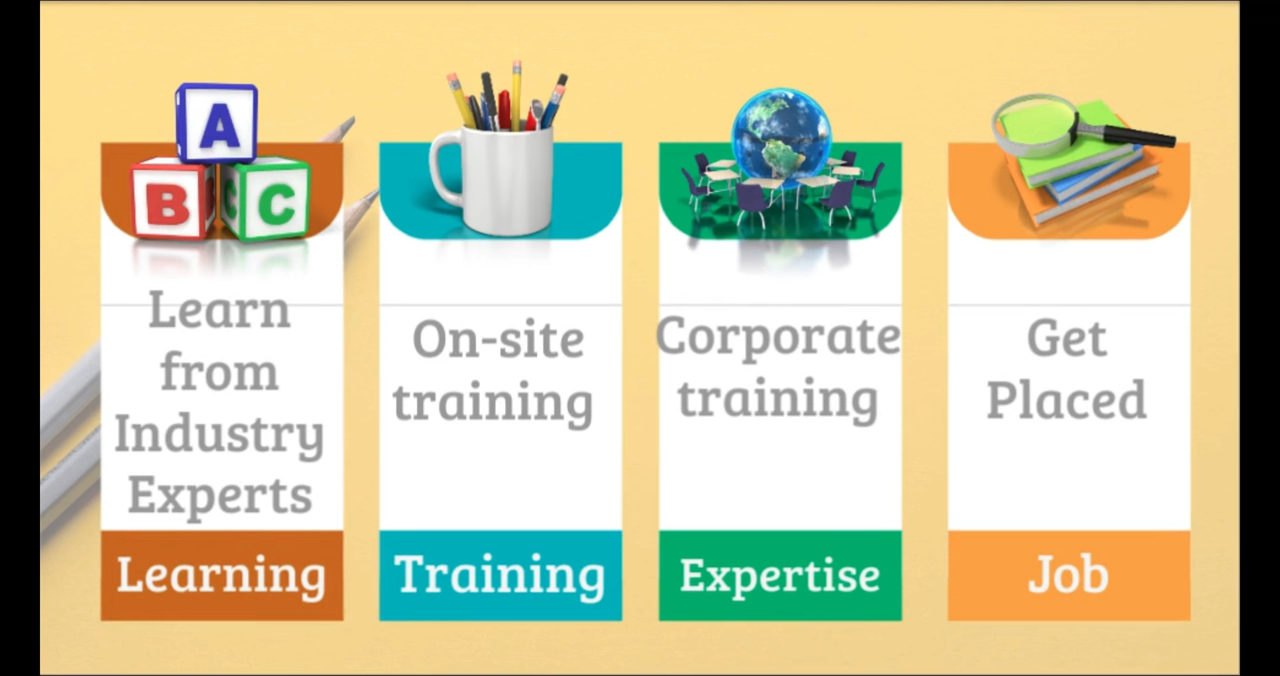 A
B
C
Learn
from
Industry
Experts
Learning
On-site
training
Training
Corporate
training
Expertise
Get
Placed
Job